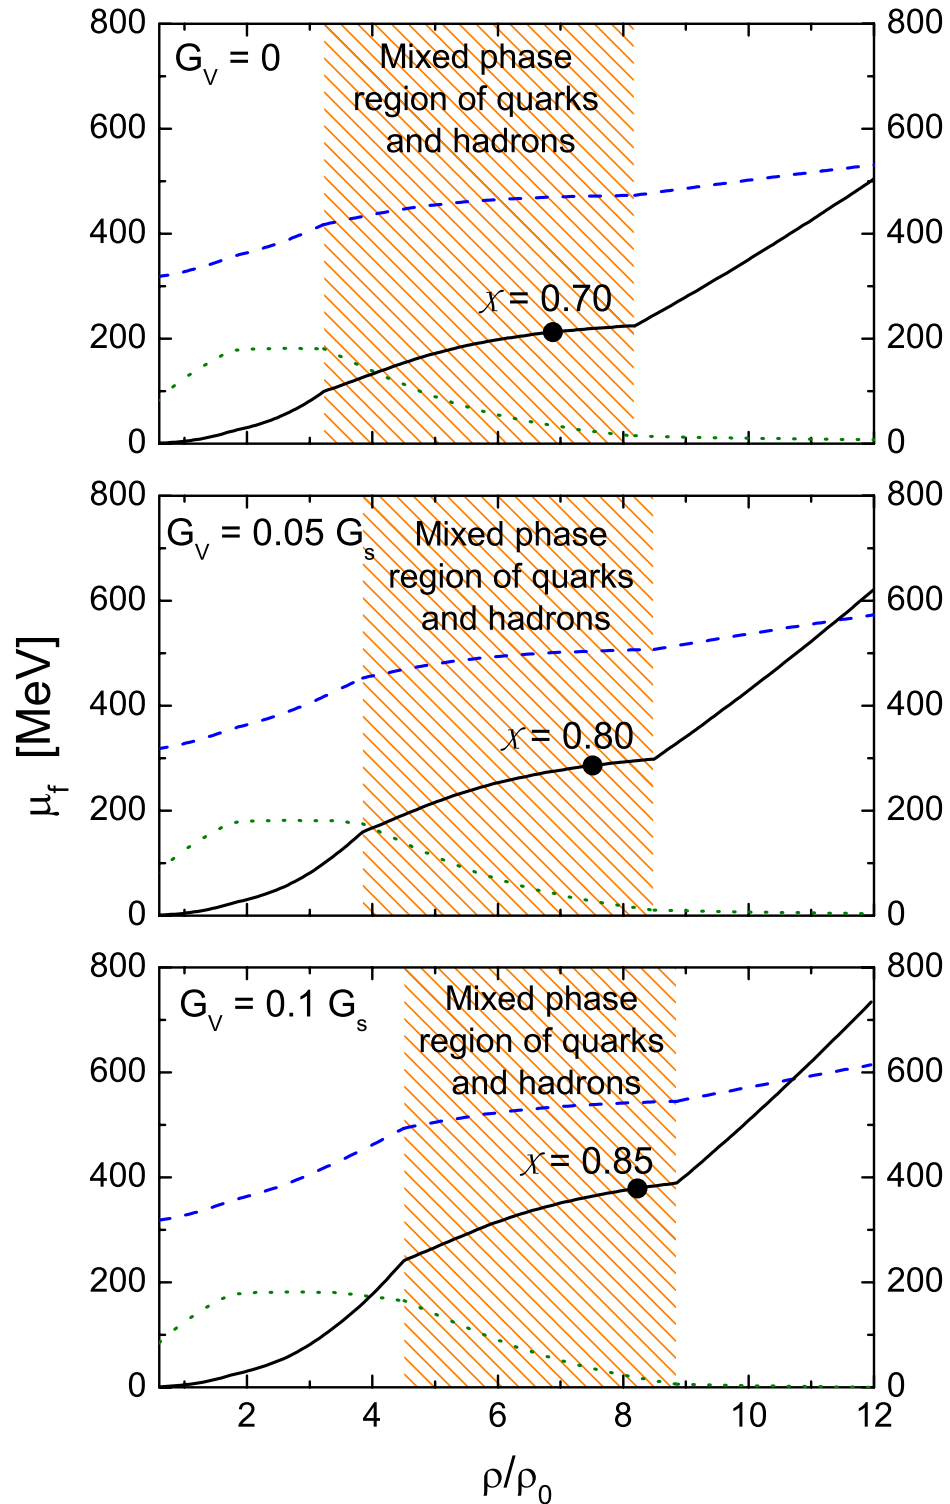 800
800
G_V = 0
Mixed phase
region of quarks
and hadrons
600
600
400
400
χ = 0.70
200
200
0
0
800
800
G_V = 0.05 G_s
Mixed phase
region of quarks
and hadrons
600
600
μ_f [MeV]
400
400
χ = 0.80
200
200
0
0
800
800
G_V = 0.1 G_s
Mixed phase
region of quarks
and hadrons
600
600
400
400
χ = 0.85
200
200
0
0
2 4 6 8 10 12
ρ/ρ_0